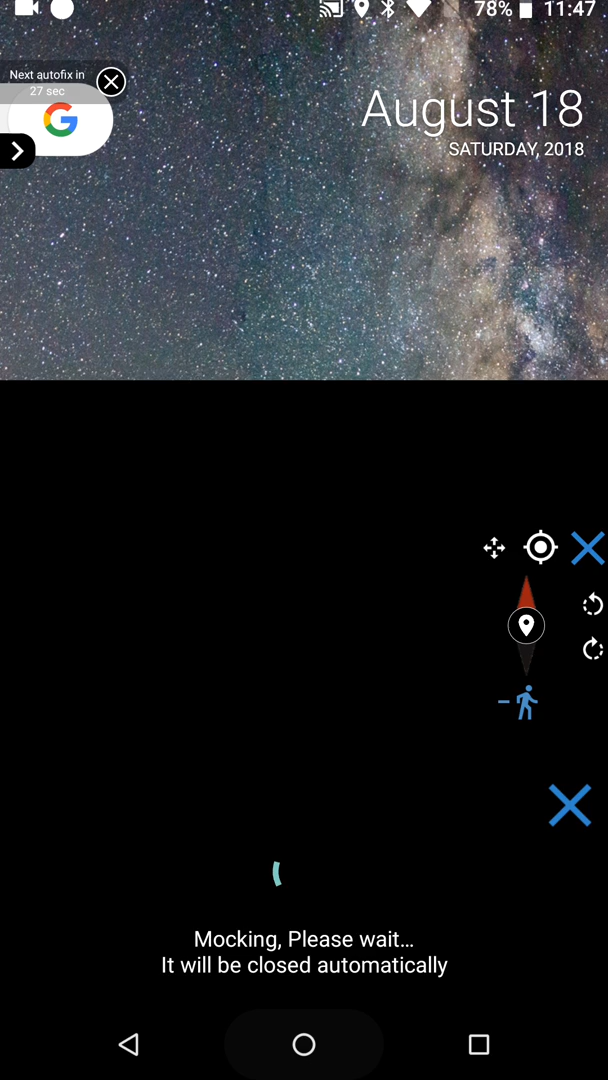 78% 11:47
Next autofix in
27 sec
August 18
SATURDAY, 2018
Mocking, Please wait...
It will be closed automatically